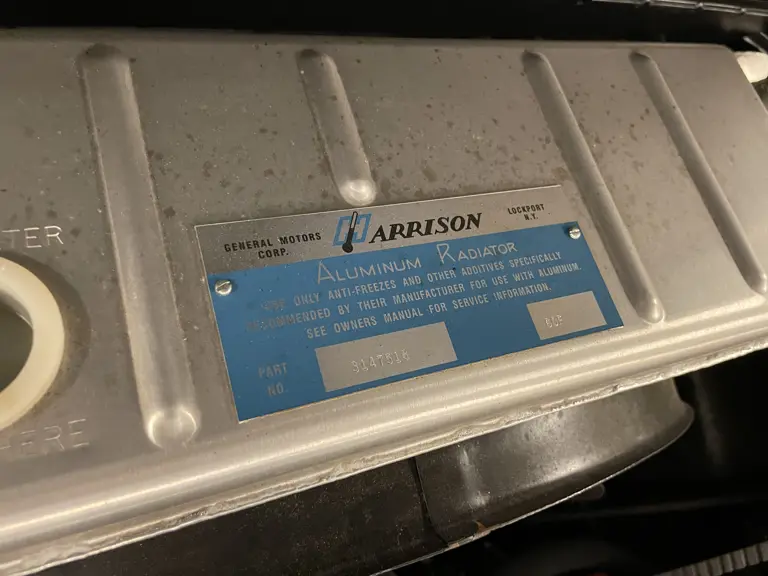 TER
HERE
GENERAL MOTORS
CORP.
HARRISON
LOCKPORT
N.Y.
ALUMINUM RADIATOR
USE ONLY ANTI-FREEZES AND OTHER ADDITIVES SPECIFICALLY
RECOMMENDED BY THEIR MANUFACTURER FOR USE WITH ALUMINUM.
SEE OWNERS MANUAL FOR SERVICE INFORMATION.
PART
NO.
3147516